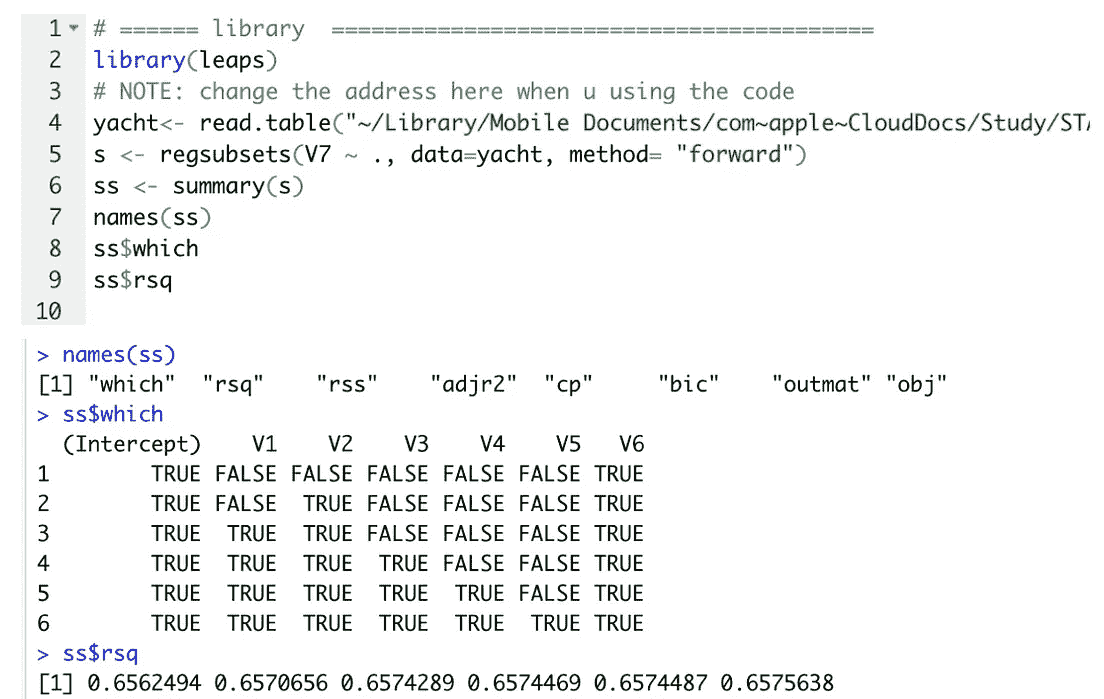 1 # ====== library =========================================
2 library(leaps)
3 # NOTE: change the address here when u using the code
4 yacht<- read.table("~/Library/Mobile Documents/com~apple~CloudDocs/Study/STA
5 s <- regsubsets(V7 ~ ., data=yacht, method= "forward")
6 ss <- summary(s)
7 names(ss)
8 ss$which
9 ss$rsq
10
> names(ss)
[1] "which" "rsq" "rss" "adjr2" "cp" "bic" "outmat" "obj"
> ss$which
(Intercept) V1 V2 V3 V4 V5 V6
1 TRUE FALSE FALSE FALSE FALSE FALSE TRUE
2 TRUE FALSE TRUE FALSE FALSE FALSE TRUE
3 TRUE TRUE TRUE FALSE FALSE FALSE TRUE
4 TRUE TRUE TRUE TRUE FALSE FALSE TRUE
5 TRUE TRUE TRUE TRUE TRUE FALSE TRUE
6 TRUE TRUE TRUE TRUE TRUE TRUE TRUE
> ss$rsq
[1] 0.6562494 0.6570656 0.6574289 0.6574469 0.6574487 0.6575638